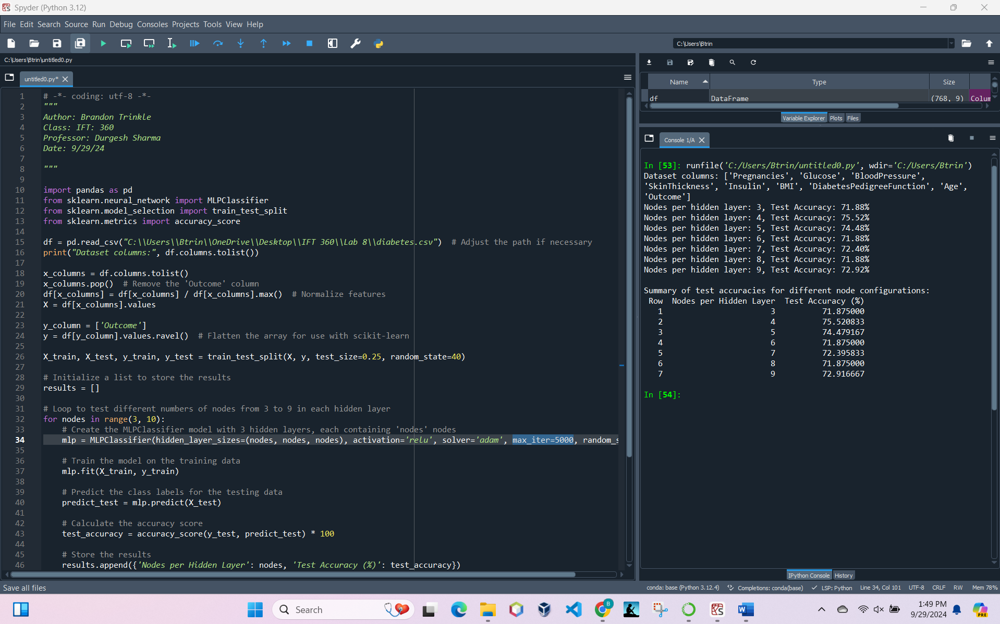 Spyder (Python 3.12)
File Edit Search Source Run Debug Consoles Projects Tools View Help
C:\Users\Btrin
C:\Users\Btrin\untitled0.py
untitled0.py*
1 # -*- coding: utf-8 -*-
2 """
3 Author: Brandon Trinkle
4 Class: IFT: 360
5 Professor: Durgesh Sharma
6 Date: 9/29/24
7
8 """
9
10 import pandas as pd
11 from sklearn.neural_network import MLPClassifier
12 from sklearn.model_selection import train_test_split
13 from sklearn.metrics import accuracy_score
14
15 df = pd.read_csv("C:\\Users\\Btrin\\OneDrive\\Desktop\\IFT 360\\Lab 8\\diabetes.csv")  # Adjust the path if necessary
16 print("Dataset columns:", df.columns.tolist())
17
18 x_columns = df.columns.tolist()
19 x_columns.pop()  # Remove the 'Outcome' column
20 df[x_columns] = df[x_columns] / df[x_columns].max()  # Normalize features
21 X = df[x_columns].values
22
23 y_column = ['Outcome']
24 y = df[y_column].values.ravel()  # Flatten the array for use with scikit-learn
25
26 X_train, X_test, y_train, y_test = train_test_split(X, y, test_size=0.25, random_state=40)
27
28 # Initialize a list to store the results
29 results = []
30
31 # Loop to test different numbers of nodes from 3 to 9 in each hidden layer
32 for nodes in range(3, 10):
33     # Create the MLPClassifier model with 3 hidden layers, each containing 'nodes' nodes
34     mlp = MLPClassifier(hidden_layer_sizes=(nodes, nodes, nodes), activation='relu', solver='adam', max_iter=5000, random_s
35
36     # Train the model on the training data
37     mlp.fit(X_train, y_train)
38
39     # Predict the class labels for the testing data
40     predict_test = mlp.predict(X_test)
41
42     # Calculate the accuracy score
43     test_accuracy = accuracy_score(y_test, predict_test) * 100
44
45     # Store the results
46     results.append({'Nodes per Hidden Layer': nodes, 'Test Accuracy (%)': test_accuracy})
Name Type Size
df DataFrame (768, 9) Colum
Variable Explorer Plots Files
Console 1/A
In [53]: runfile('C:/Users/Btrin/untitled0.py', wdir='C:/Users/Btrin')
Dataset columns: ['Pregnancies', 'Glucose', 'BloodPressure',
'SkinThickness', 'Insulin', 'BMI', 'DiabetesPedigreeFunction', 'Age',
'Outcome']
Nodes per hidden layer: 3, Test Accuracy: 71.88%
Nodes per hidden layer: 4, Test Accuracy: 75.52%
Nodes per hidden layer: 5, Test Accuracy: 74.48%
Nodes per hidden layer: 6, Test Accuracy: 71.88%
Nodes per hidden layer: 7, Test Accuracy: 72.40%
Nodes per hidden layer: 8, Test Accuracy: 71.88%
Nodes per hidden layer: 9, Test Accuracy: 72.92%
Summary of test accuracies for different node configurations:
Row Nodes per Hidden Layer Test Accuracy (%)
1 3 71.875000
2 4 75.520833
3 5 74.479167
4 6 71.875000
5 7 72.395833
6 8 71.875000
7 9 72.916667
In [54]:
IPython Console History
Save all files
conda: base (Python 3.12.4) Completions: conda(base) LSP: Python Line 34, Col 101 UTF-8 CRLF RW Mem 78%
Search
B
PRE
1:49 PM
9/29/2024